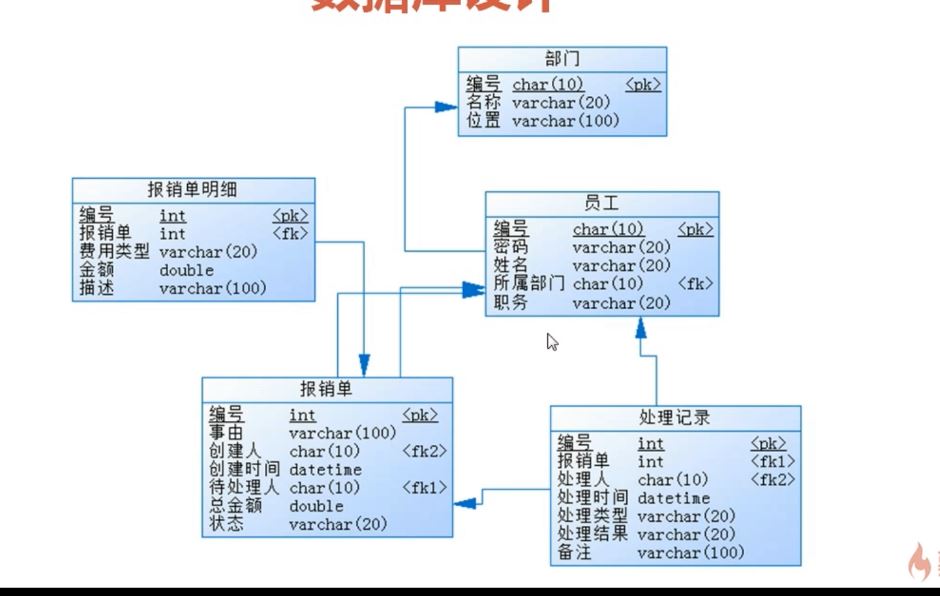 数据库设计
部门
编号 char(10) <pk>
名称 varchar(20)
位置 varchar(100)
报销单明细
编号 int <pk>
报销单 int <fk>
费用类型 varchar(20)
金额 double
描述 varchar(100)
员工
编号 char(10) <pk>
密码 varchar(20)
姓名 varchar(20)
所属部门 char(10) <fk>
职务 varchar(20)
报销单
编号 int <pk>
事由 varchar(100)
创建人 char(10) <fk2>
创建时间 datetime
待处理人 char(10) <fk1>
总金额 double
状态 varchar(20)
处理记录
编号 int <pk>
报销单 int <fk1>
处理人 char(10) <fk2>
处理时间 datetime
处理类型 varchar(20)
处理结果 varchar(20)
备注 varchar(100)